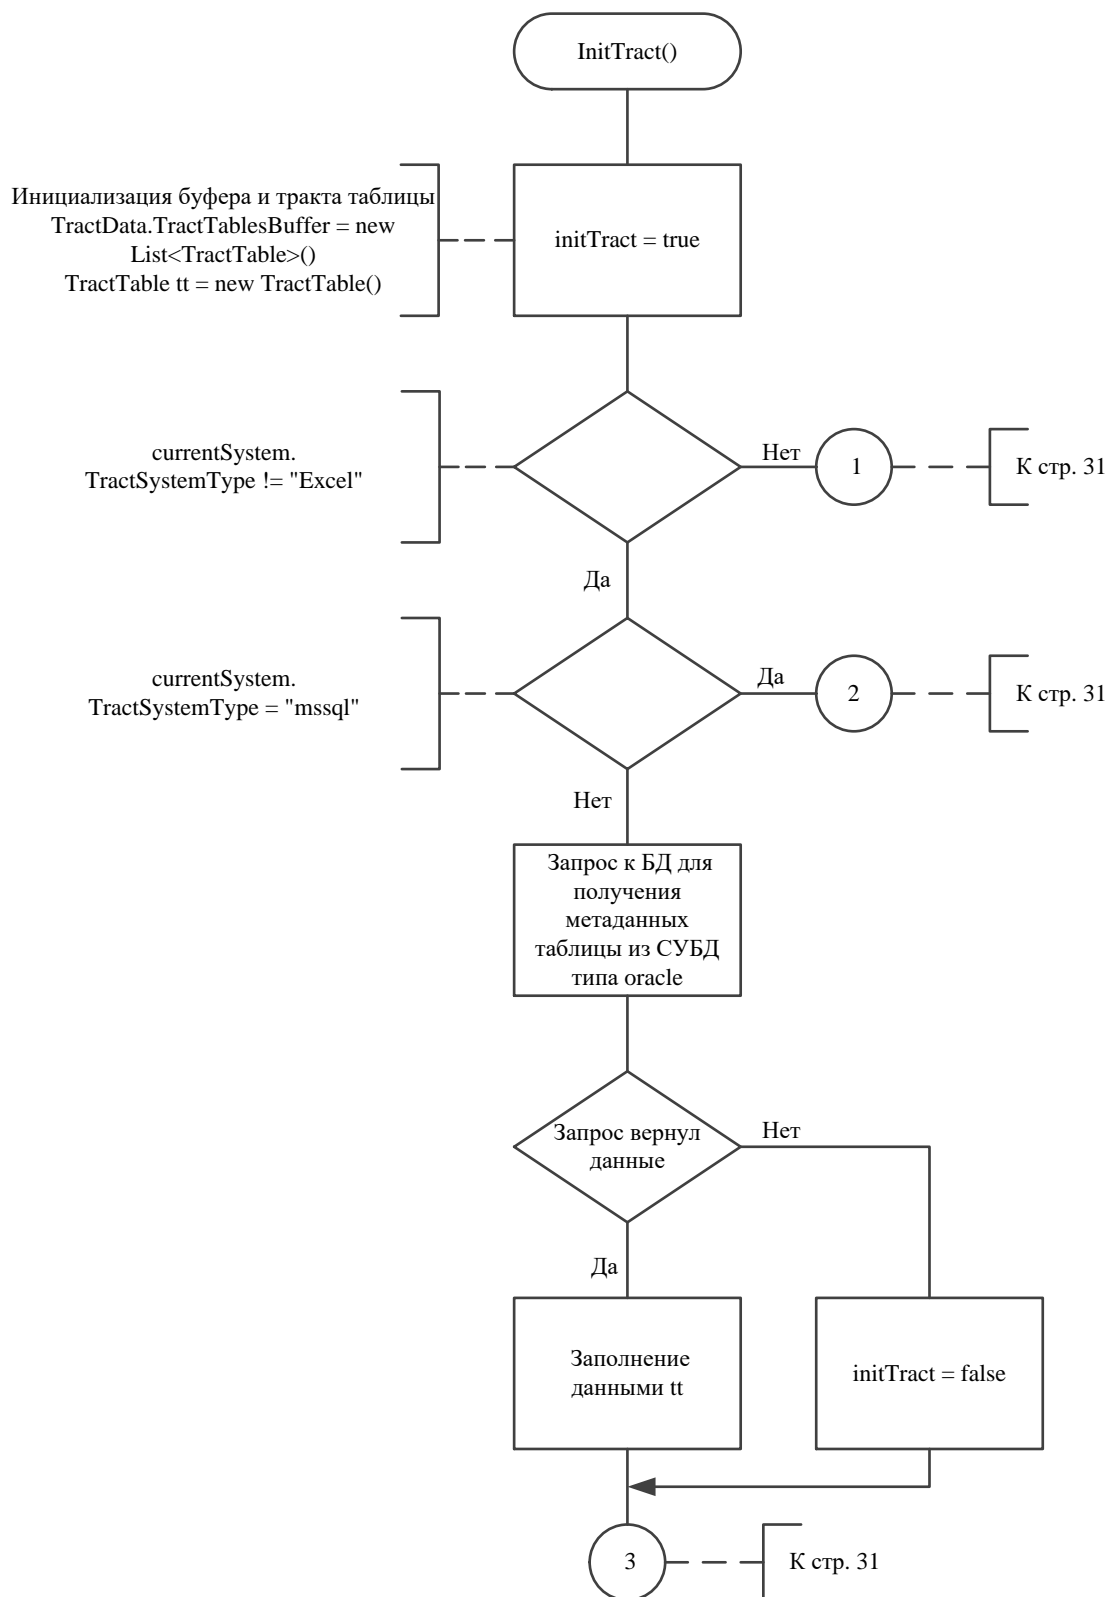 InitTract()
Инициализация буфера и тракта таблицы
TractData.TractTablesBuffer = new
List<TractTable>()
TractTable tt = new TractTable()
initTract = true
currentSystem.
TractSystemType != "Excel"
Нет
1
К стр. 31
Да
currentSystem.
TractSystemType = "mssql"
Да
2
К стр. 31
Нет
Запрос к БД для
получения
метаданных
таблицы из СУБД
типа oracle
Запрос вернул
данные
Нет
Да
Заполнение
данными tt
initTract = false
3
К стр. 31